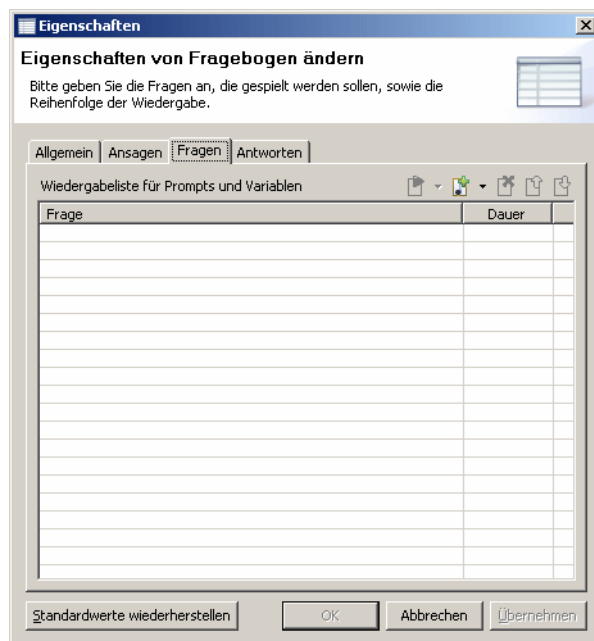 Eigenschaften
Eigenschaften von Fragebogen ändern
Bitte geben Sie die Fragen an, die gespielt werden sollen, sowie die
Reihenfolge der Wiedergabe.
Allgemein Ansagen Fragen Antworten
Wiedergabeliste für Prompts und Variablen
Frage Dauer
Standardwerte wiederherstellen OK Abbrechen Übernehmen